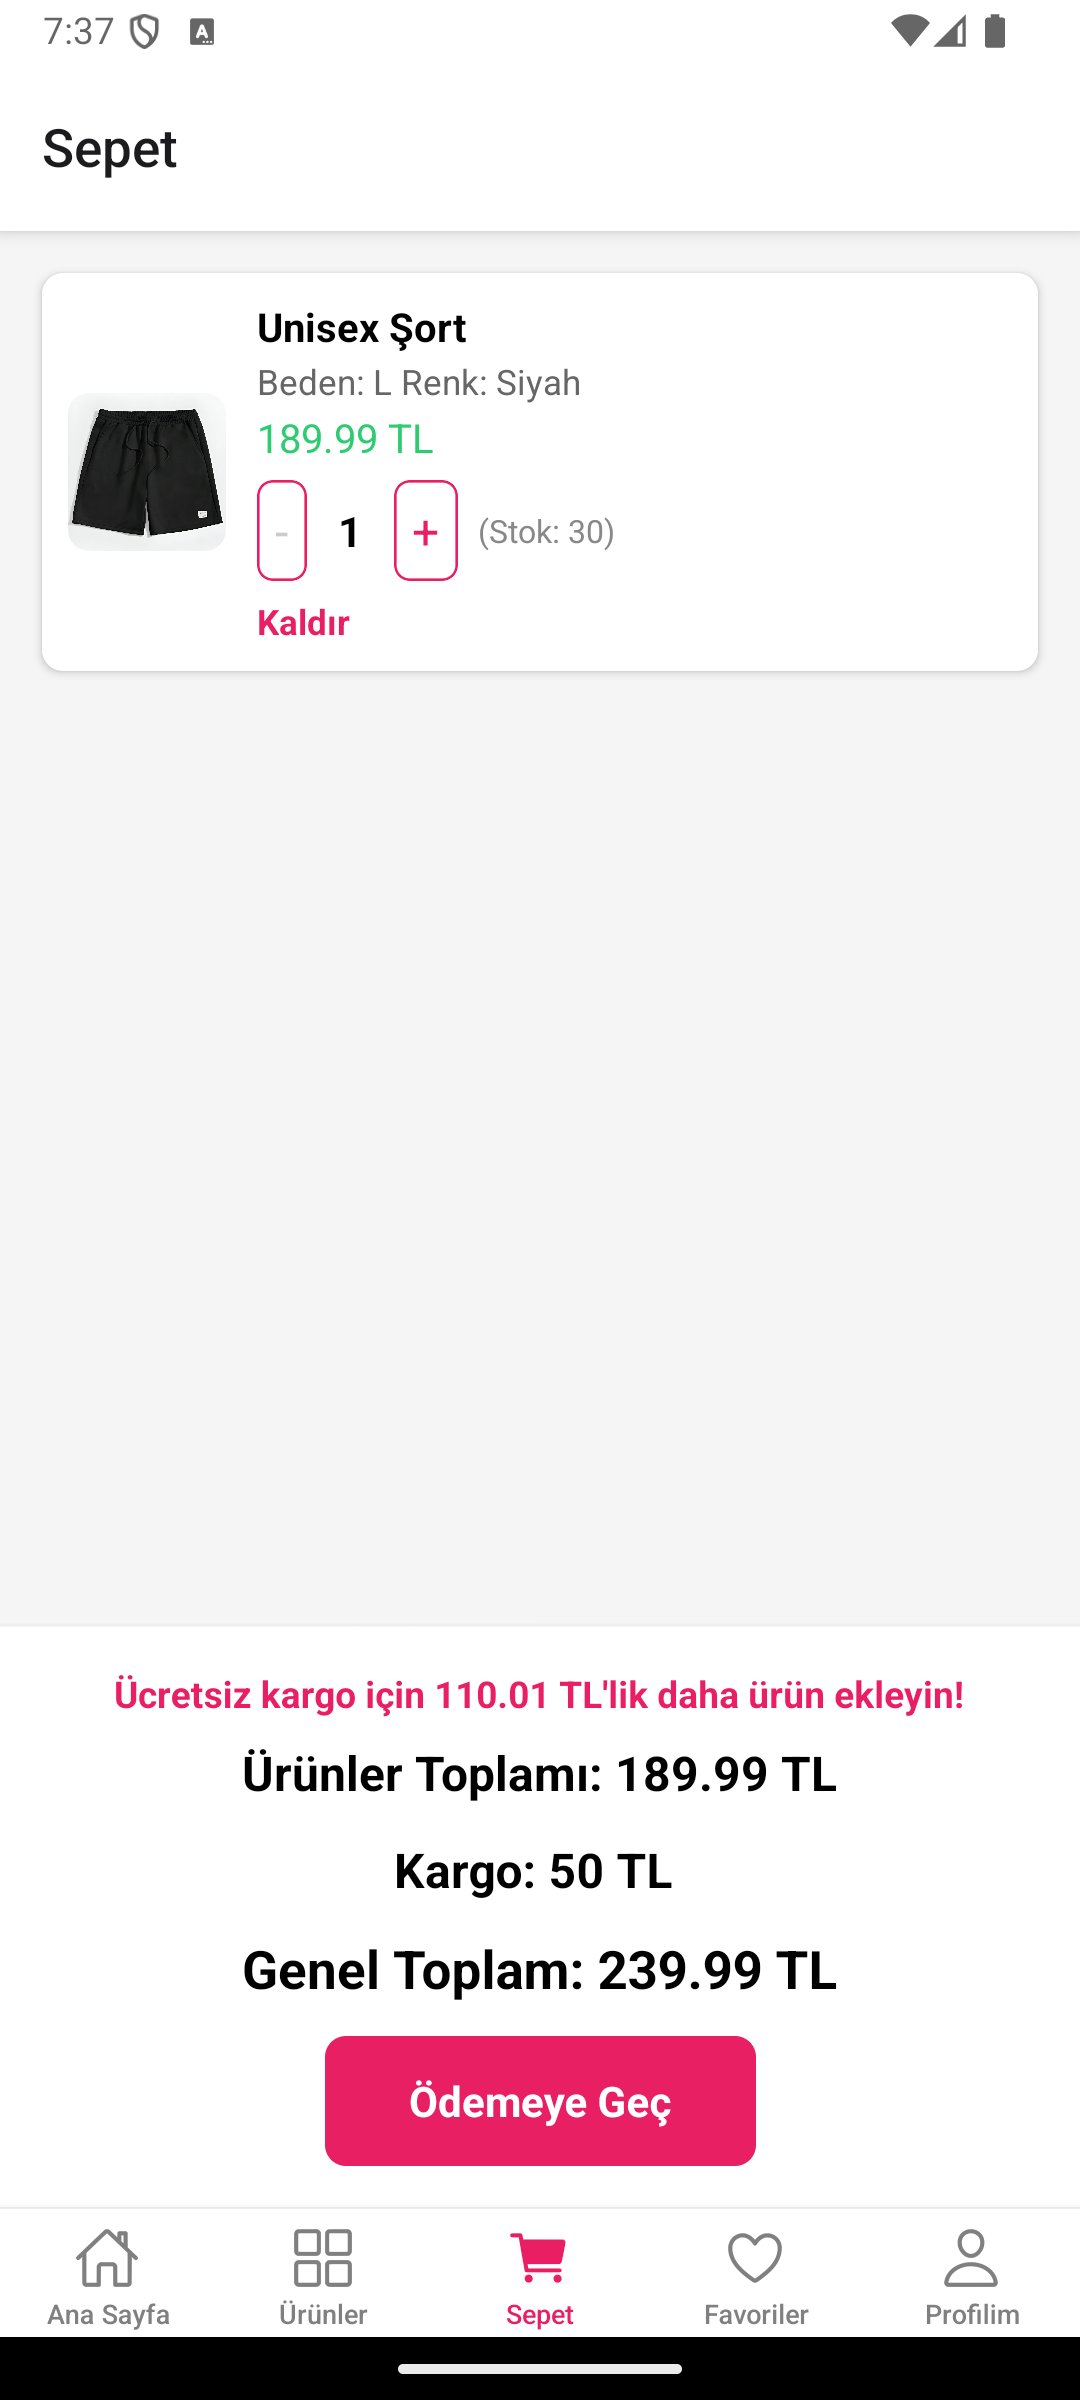 7:37
Sepet
Unisex Şort
Beden: L Renk: Siyah
189.99 TL
- 1 + (Stok: 30)
Kaldır
Ücretsiz kargo için 110.01 TL'lik daha ürün ekleyin!
Ürünler Toplamı: 189.99 TL
Kargo: 50 TL
Genel Toplam: 239.99 TL
Ödemeye Geç
Ana Sayfa Ürünler Sepet Favoriler Profilim